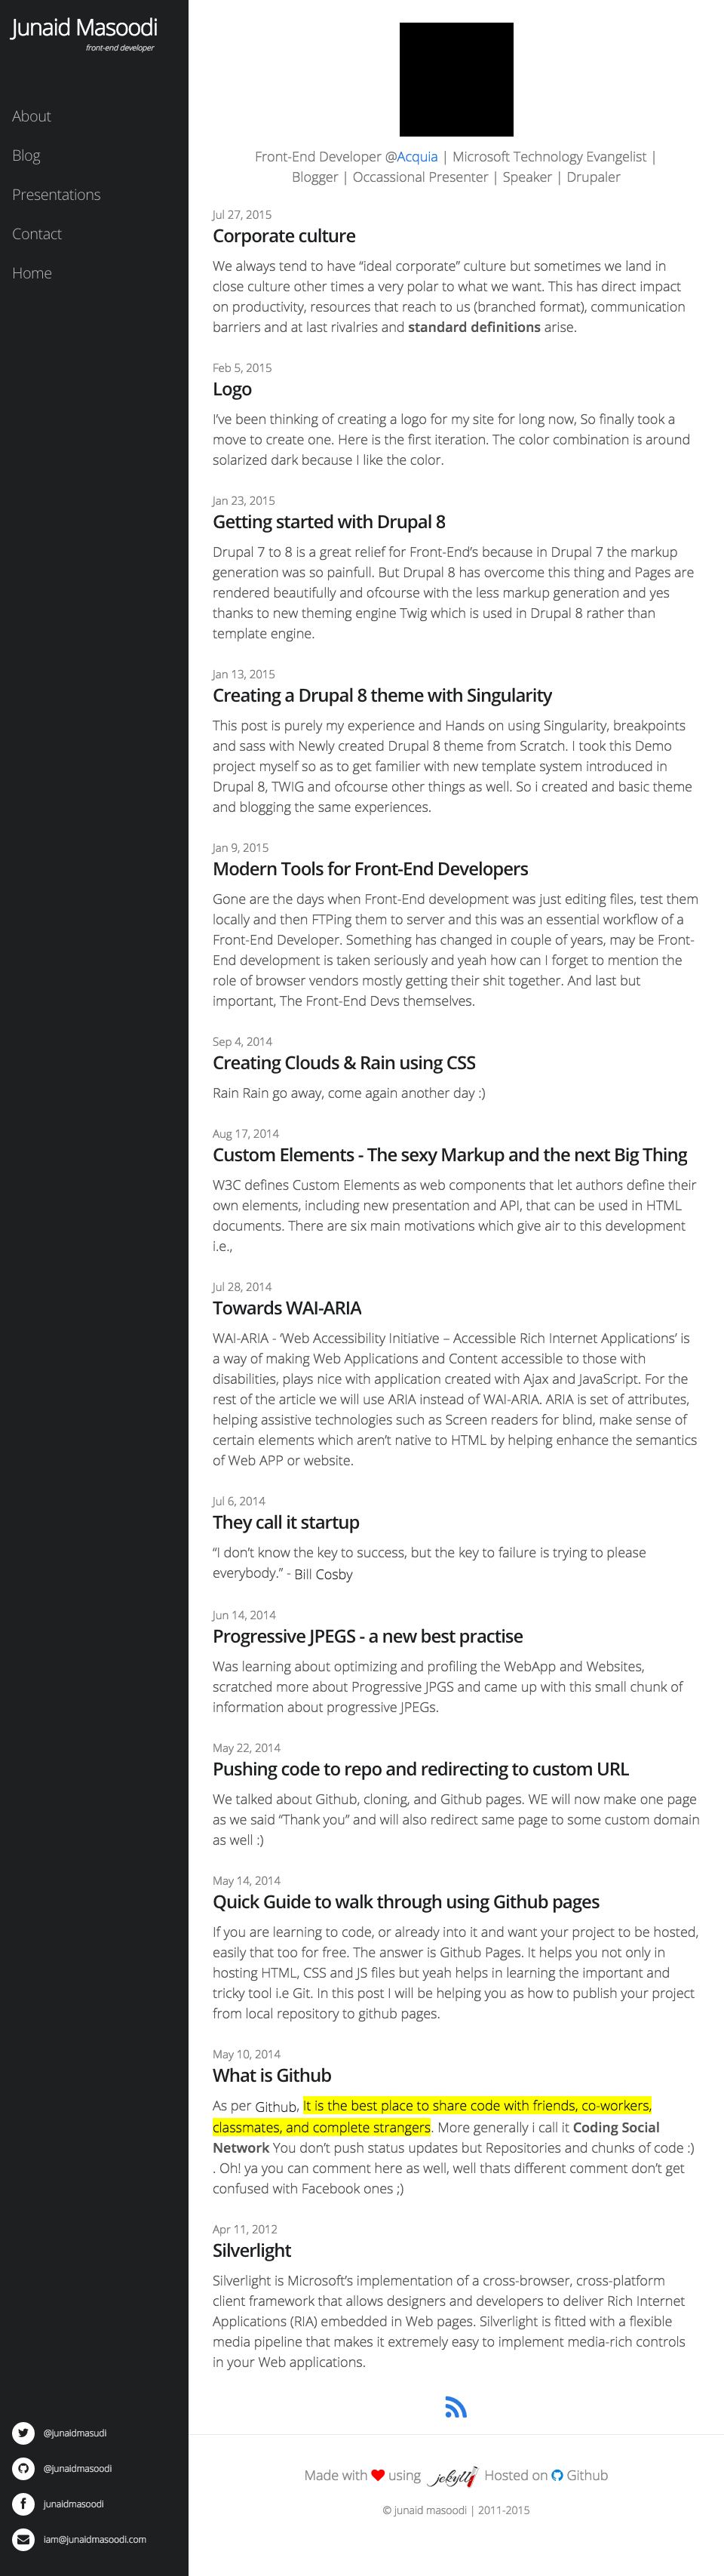 Junaid Masoodi
front-end developer
About
Blog
Presentations
Contact
Home
Front-End Developer @Acquia | Microsoft Technology Evangelist |
Blogger | Occassional Presenter | Speaker | Drupaler
Jul 27, 2015
Corporate culture
We always tend to have “ideal corporate” culture but sometimes we land in
close culture other times a very polar to what we want. This has direct impact
on productivity, resources that reach to us (branched format), communication
barriers and at last rivalries and standard definitions arise.
Feb 5, 2015
Logo
I’ve been thinking of creating a logo for my site for long now, So finally took a
move to create one. Here is the first iteration. The color combination is around
solarized dark because I like the color.
Jan 23, 2015
Getting started with Drupal 8
Drupal 7 to 8 is a great relief for Front-End’s because in Drupal 7 the markup
generation was so painfull. But Drupal 8 has overcome this thing and Pages are
rendered beautifully and ofcourse with the less markup generation and yes
thanks to new theming engine Twig which is used in Drupal 8 rather than
template engine.
Jan 13, 2015
Creating a Drupal 8 theme with Singularity
This post is purely my experience and Hands on using Singularity, breakpoints
and sass with Newly created Drupal 8 theme from Scratch. I took this Demo
project myself so as to get familier with new template system introduced in
Drupal 8, TWIG and ofcourse other things as well. So i created and basic theme
and blogging the same experiences.
Jan 9, 2015
Modern Tools for Front-End Developers
Gone are the days when Front-End development was just editing files, test them
locally and then FTPing them to server and this was an essential workflow of a
Front-End Developer. Something has changed in couple of years, may be Front-
End development is taken seriously and yeah how can I forget to mention the
role of browser vendors mostly getting their shit together. And last but
important, The Front-End Devs themselves.
Sep 4, 2014
Creating Clouds & Rain using CSS
Rain Rain go away, come again another day :)
Aug 17, 2014
Custom Elements - The sexy Markup and the next Big Thing
W3C defines Custom Elements as web components that let authors define their
own elements, including new presentation and API, that can be used in HTML
documents. There are six main motivations which give air to this development
i.e.,
Jul 28, 2014
Towards WAI-ARIA
WAI-ARIA - ‘Web Accessibility Initiative – Accessible Rich Internet Applications’ is
a way of making Web Applications and Content accessible to those with
disabilities, plays nice with application created with Ajax and JavaScript. For the
rest of the article we will use ARIA instead of WAI-ARIA. ARIA is set of attributes,
helping assistive technologies such as Screen readers for blind, make sense of
certain elements which aren’t native to HTML by helping enhance the semantics
of Web APP or website.
Jul 6, 2014
They call it startup
“I don’t know the key to success, but the key to failure is trying to please
everybody.” - Bill Cosby
Jun 14, 2014
Progressive JPEGS - a new best practise
Was learning about optimizing and profiling the WebApp and Websites,
scratched more about Progressive JPGS and came up with this small chunk of
information about progressive JPEGs.
May 22, 2014
Pushing code to repo and redirecting to custom URL
We talked about Github, cloning, and Github pages. WE will now make one page
as we said “Thank you” and will also redirect same page to some custom domain
as well :)
May 14, 2014
Quick Guide to walk through using Github pages
If you are learning to code, or already into it and want your project to be hosted,
easily that too for free. The answer is Github Pages. It helps you not only in
hosting HTML, CSS and JS files but yeah helps in learning the important and
tricky tool i.e Git. In this post I will be helping you as how to publish your project
from local repository to github pages.
May 10, 2014
What is Github
As per Github, It is the best place to share code with friends, co-workers,
classmates, and complete strangers. More generally i call it Coding Social
Network You don’t push status updates but Repositories and chunks of code :)
. Oh! ya you can comment here as well, well thats different comment don’t get
confused with Facebook ones ;)
Apr 11, 2012
Silverlight
Silverlight is Microsoft’s implementation of a cross-browser, cross-platform
client framework that allows designers and developers to deliver Rich Internet
Applications (RIA) embedded in Web pages. Silverlight is fitted with a flexible
media pipeline that makes it extremely easy to implement media-rich controls
in your Web applications.
@junaidmasudi
@junaidmasoodi
junaidmasoodi
iam@junaidmasoodi.com
Made with using jekyll Hosted on Github
© junaid masoodi | 2011-2015